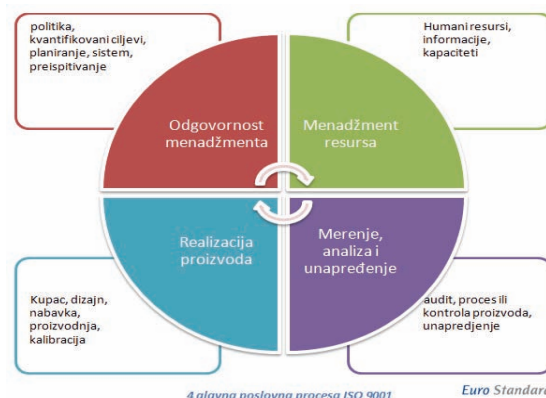 politika,
kvantifikovani ciljevi,
planiranje, sistem,
preispitivanje
Humani resursi,
informacije,
kapaciteti
Odgovornost
menadžmenta
Menadžment
resursa
Realizacija
proizvoda
Merenje,
analiza i
unapređenje
Kupac, dizajn,
nabavka,
proizvodnja,
kalibracija
audit, proces ili
kontrola proizvoda,
unapredjenje
4 glavna poslovna procesa ISO 9001
Euro Standard